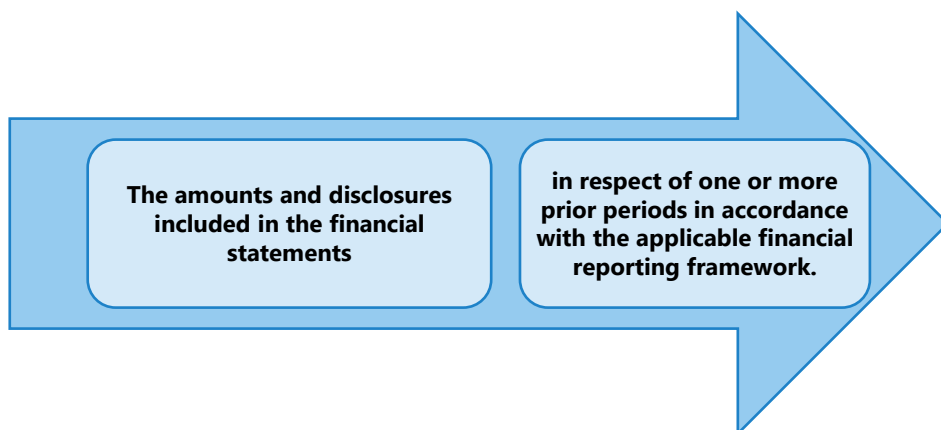 The amounts and disclosures
included in the financial
statements
in respect of one or more
prior periods in accordance
with the applicable financial
reporting framework.